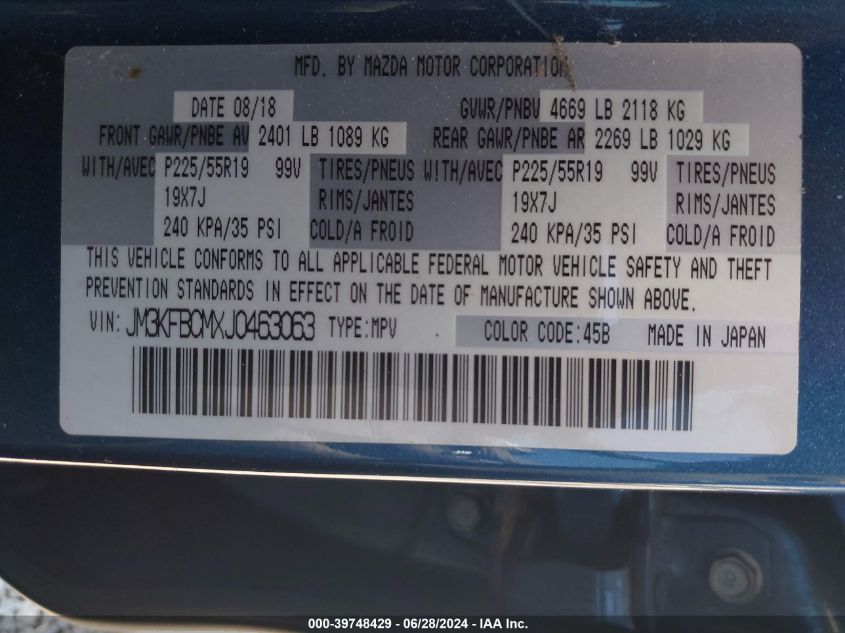 MFD. BY MAZDA MOTOR CORPORATION
DATE 08/18 GVWR/PNBV 4669 LB 2118 KG
FRONT GAWR/PNBE AV 2401 LB 1089 KG REAR GAWR/PNBE AR 2269 LB 1029 KG
WITH/AVEC P225/55R19 99V TIRES/PNEUS WITH/AVEC P225/55R19 99V TIRES/PNEUS
19X7J RIMS/JANTES 19X7J RIMS/JANTES
240 KPA/35 PSI COLD/A FROID 240 KPA/35 PSI COLD/A FROID
THIS VEHICLE CONFORMS TO ALL APPLICABLE FEDERAL MOTOR VEHICLE SAFETY AND THEFT
PREVENTION STANDARDS IN EFFECT ON THE DATE OF MANUFACTURE SHOWN ABOVE.
VIN: JM3KFBCMXJ0463063 TYPE:MPV COLOR CODE:45B MADE IN JAPAN
000-39748429 - 06/28/2024 - IAA Inc.